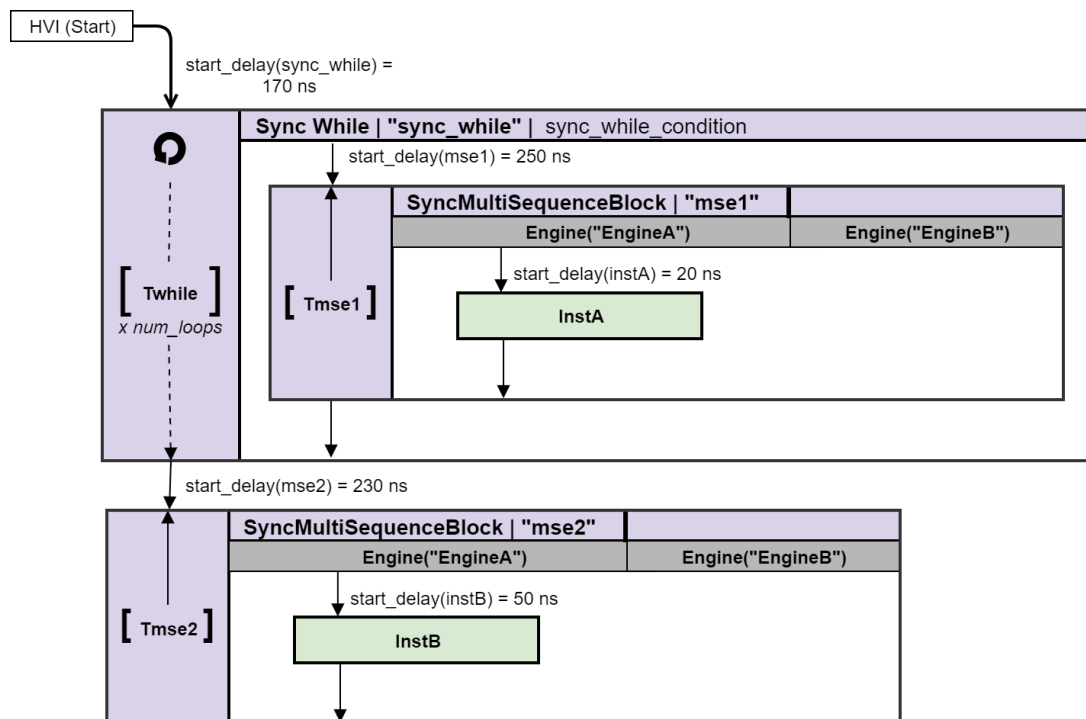 HVI (Start)
start_delay(sync_while) =
170 ns
Sync While | "sync_while" | sync_while_condition
start_delay(mse1) = 250 ns
SyncMultiSequenceBlock | "mse1"
Engine("EngineA") Engine("EngineB")
start_delay(instA) = 20 ns
[ Twhile ]
x num_loops
[ Tmse1 ]
InstA
start_delay(mse2) = 230 ns
SyncMultiSequenceBlock | "mse2"
Engine("EngineA") Engine("EngineB")
start_delay(instB) = 50 ns
[ Tmse2 ]
InstB